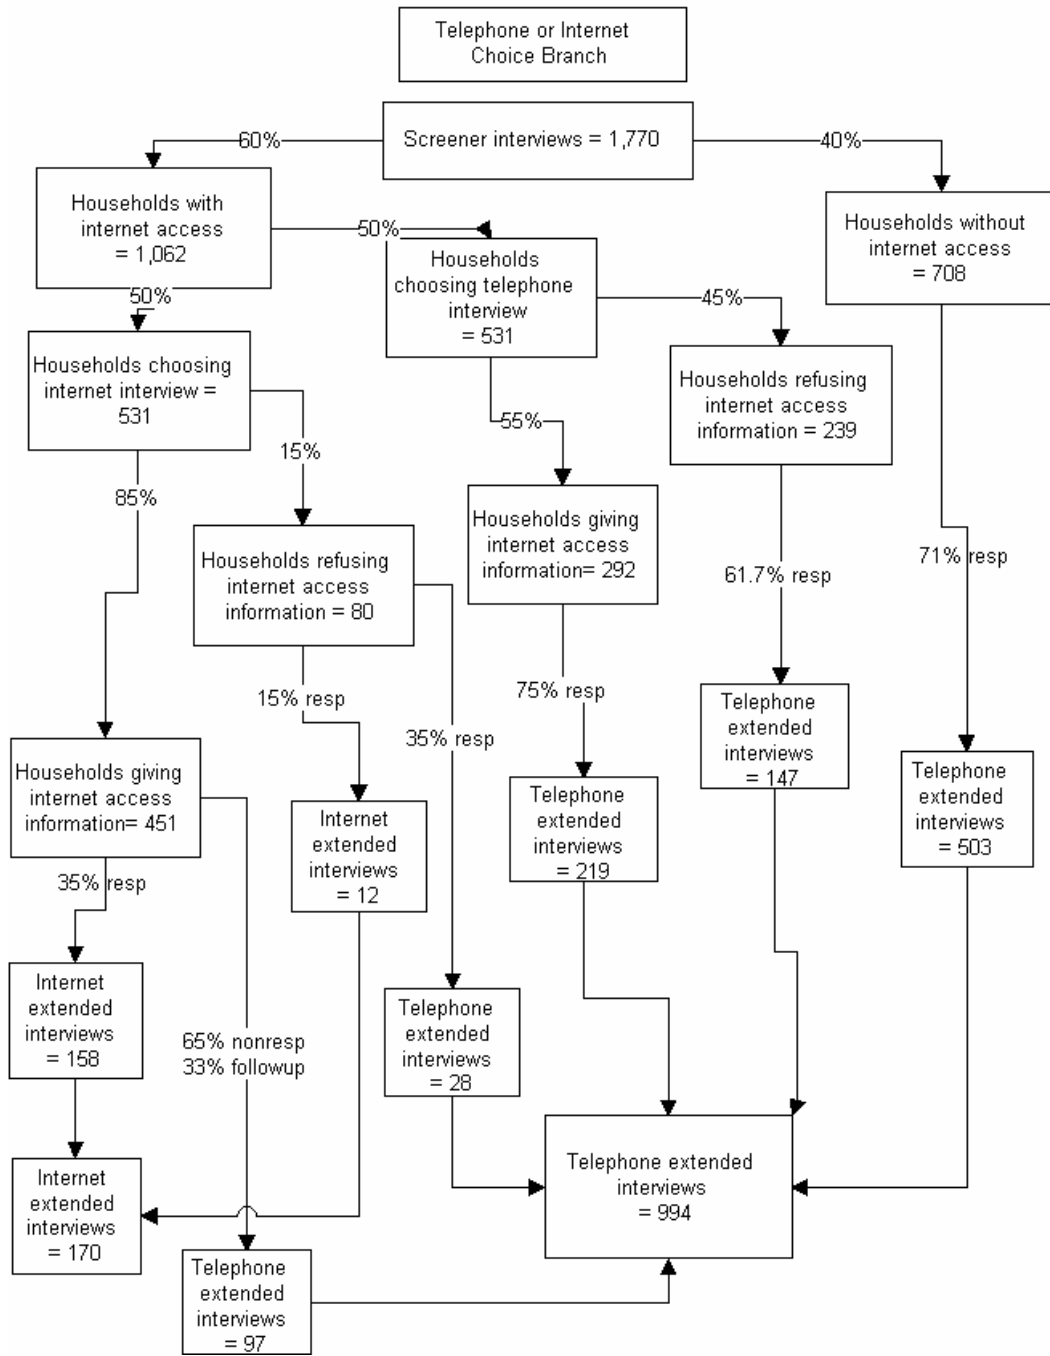 Telephone or Internet
Choice Branch
Screener interviews = 1,770
60%
40%
Households with
internet access
= 1,062
50%
Households without
internet access
= 708
Households
choosing telephone
interview
= 531
50%
45%
Households choosing
internet interview =
531
Households refusing
internet access
information = 239
15%
55%
85%
Households giving
internet access
information= 292
Households refusing
internet access
information = 80
61.7% resp
71% resp
15% resp
75% resp
35% resp
Telephone
extended
interviews
= 147
Households giving
internet access
information= 451
Telephone
extended
interviews
= 503
Telephone
extended
interviews
= 219
Internet
extended
interviews
= 12
35% resp
Internet
extended
interviews
= 158
65% nonresp
33% followup
Telephone
extended
interviews
= 28
Telephone extended
interviews
= 994
Internet
extended
interviews
= 170
Telephone
extended
interviews
= 97